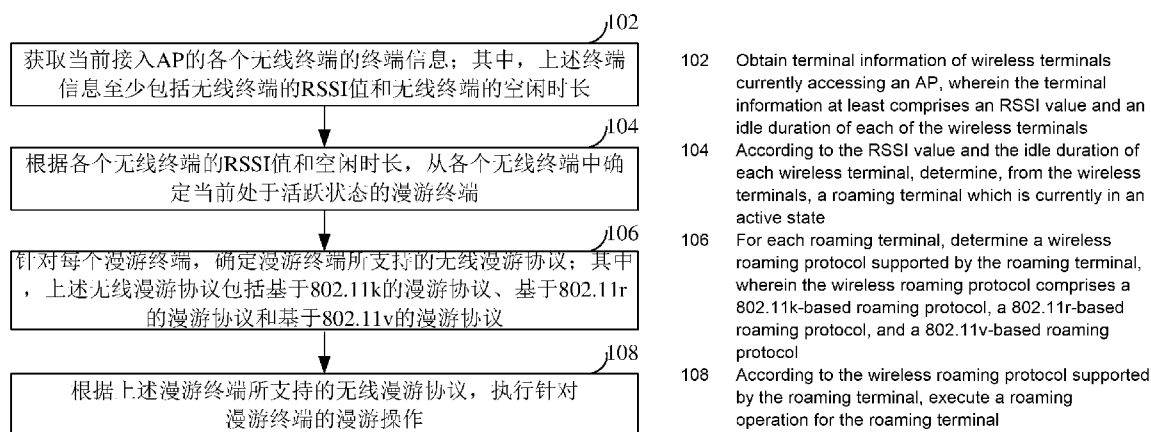 102
获取当前接入AP的各个无线终端的终端信息；其中，上述终端
信息至少包括无线终端的RSSI值和无线终端的空闲时长
104
根据各个无线终端的RSSI值和空闲时长，从各个无线终端中确
定当前处于活跃状态的漫游终端
106
针对每个漫游终端，确定漫游终端所支持的无线漫游协议；其中
，上述无线漫游协议包括基于802.11k的漫游协议、基于802.11r
的漫游协议和基于802.11v的漫游协议
108
根据上述漫游终端所支持的无线漫游协议，执行针对
漫游终端的漫游操作
102 Obtain terminal information of wireless terminals
currently accessing an AP, wherein the terminal
information at least comprises an RSSI value and an
idle duration of each of the wireless terminals
104 According to the RSSI value and the idle duration of
each wireless terminal, determine, from the wireless
terminals, a roaming terminal which is currently in an
active state
106 For each roaming terminal, determine a wireless
roaming protocol supported by the roaming terminal,
wherein the wireless roaming protocol comprises a
802.11k-based roaming protocol, a 802.11r-based
roaming protocol, and a 802.11v-based roaming
protocol
108 According to the wireless roaming protocol supported
by the roaming terminal, execute a roaming
operation for the roaming terminal